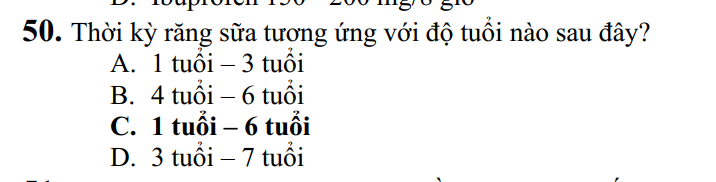 50. Thời kỳ răng sữa tương ứng với độ tuổi nào sau đây?
A. 1 tuổi – 3 tuổi
B. 4 tuổi – 6 tuổi
C. 1 tuổi – 6 tuổi
D. 3 tuổi – 7 tuổi